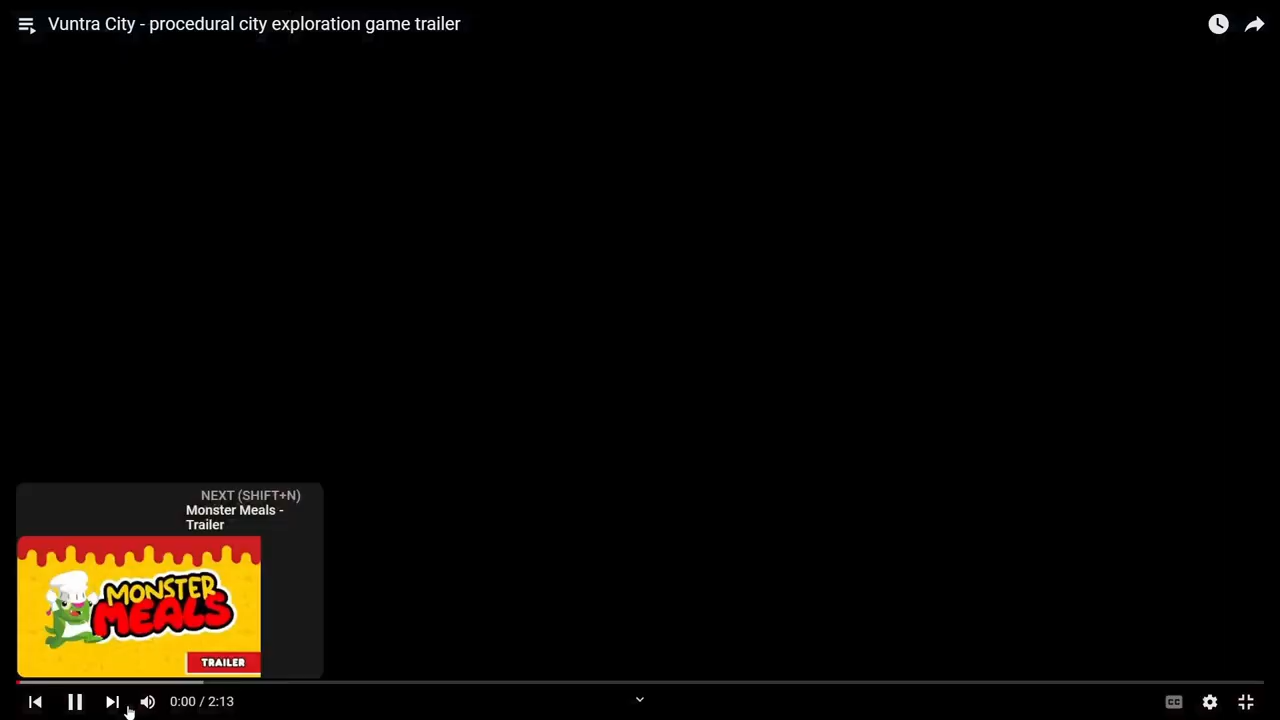 Vuntra City - procedural city exploration game trailer
NEXT (SHIFT+N)
Monster Meals -
Trailer
MONSTER
MEALS
TRAILER
0:00 / 2:13
CC